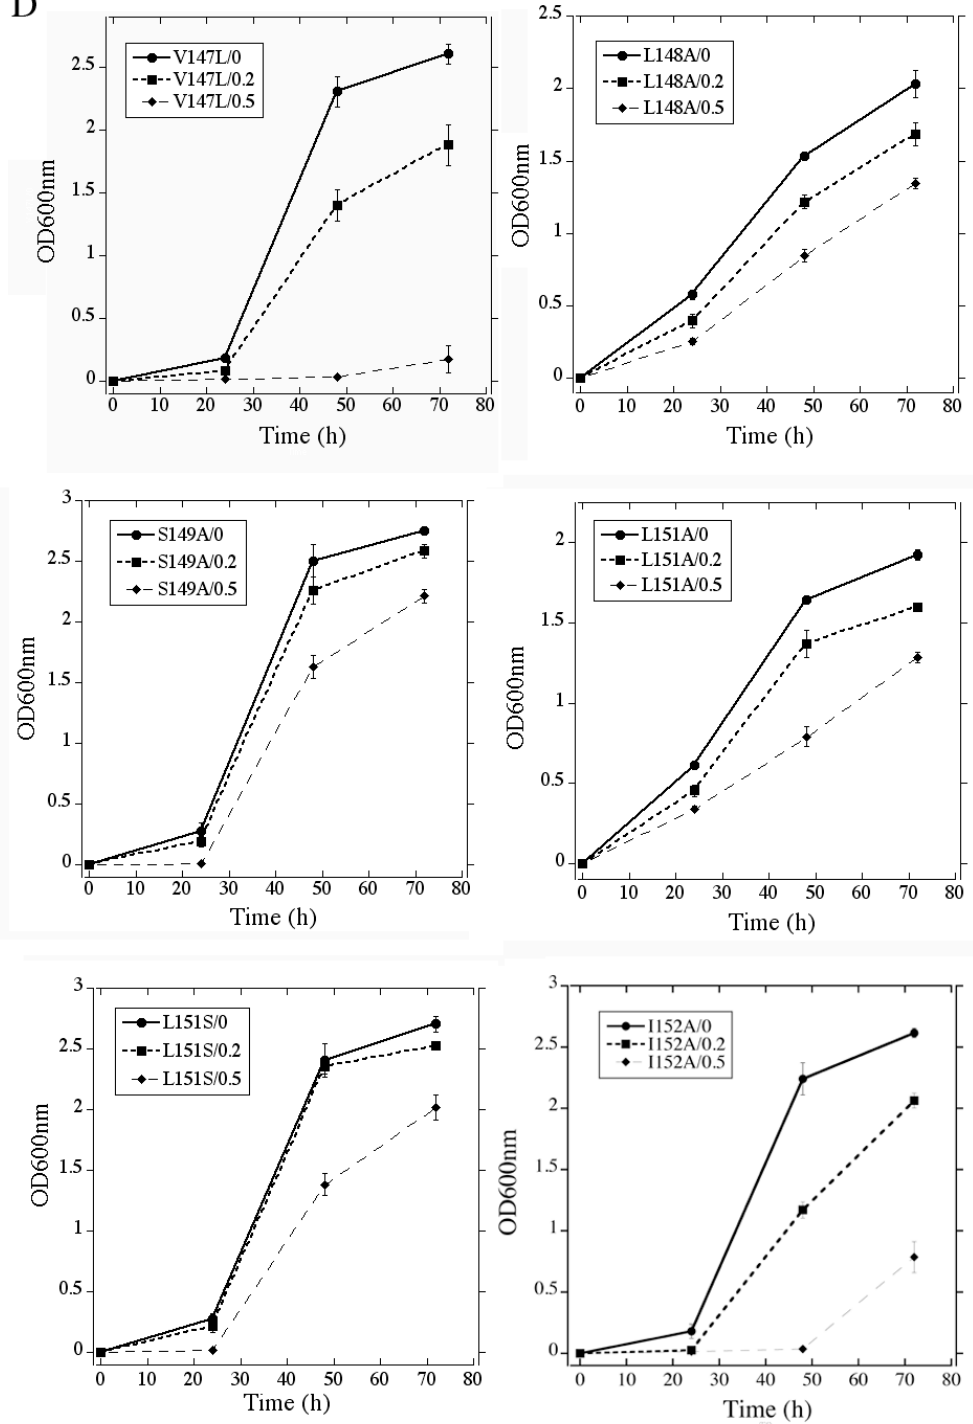 D
V147L/0
V147L/0.2
V147L/0.5
OD600nm
2.5
2
1.5
1
0.5
0
0 10 20 30 40 50 60 70 80
Time (h)
L148A/0
L148A/0.2
L148A/0.5
OD600nm
2.5
2
1.5
1
0.5
0
0 10 20 30 40 50 60 70 80
Time (h)
S149A/0
S149A/0.2
S149A/0.5
OD600nm
3
2.5
2
1.5
1
0.5
0
0 10 20 30 40 50 60 70 80
Time (h)
L151A/0
L151A/0.2
L151A/0.5
OD600nm
2
1.5
1
0.5
0
0 10 20 30 40 50 60 70 80
Time (h)
L151S/0
L151S/0.2
L151S/0.5
OD600nm
3
2.5
2
1.5
1
0.5
0
0 10 20 30 40 50 60 70 80
Time (h)
I152A/0
I152A/0.2
I152A/0.5
OD600nm
3
2.5
2
1.5
1
0.5
0
0 10 20 30 40 50 60 70 80
Time (h)